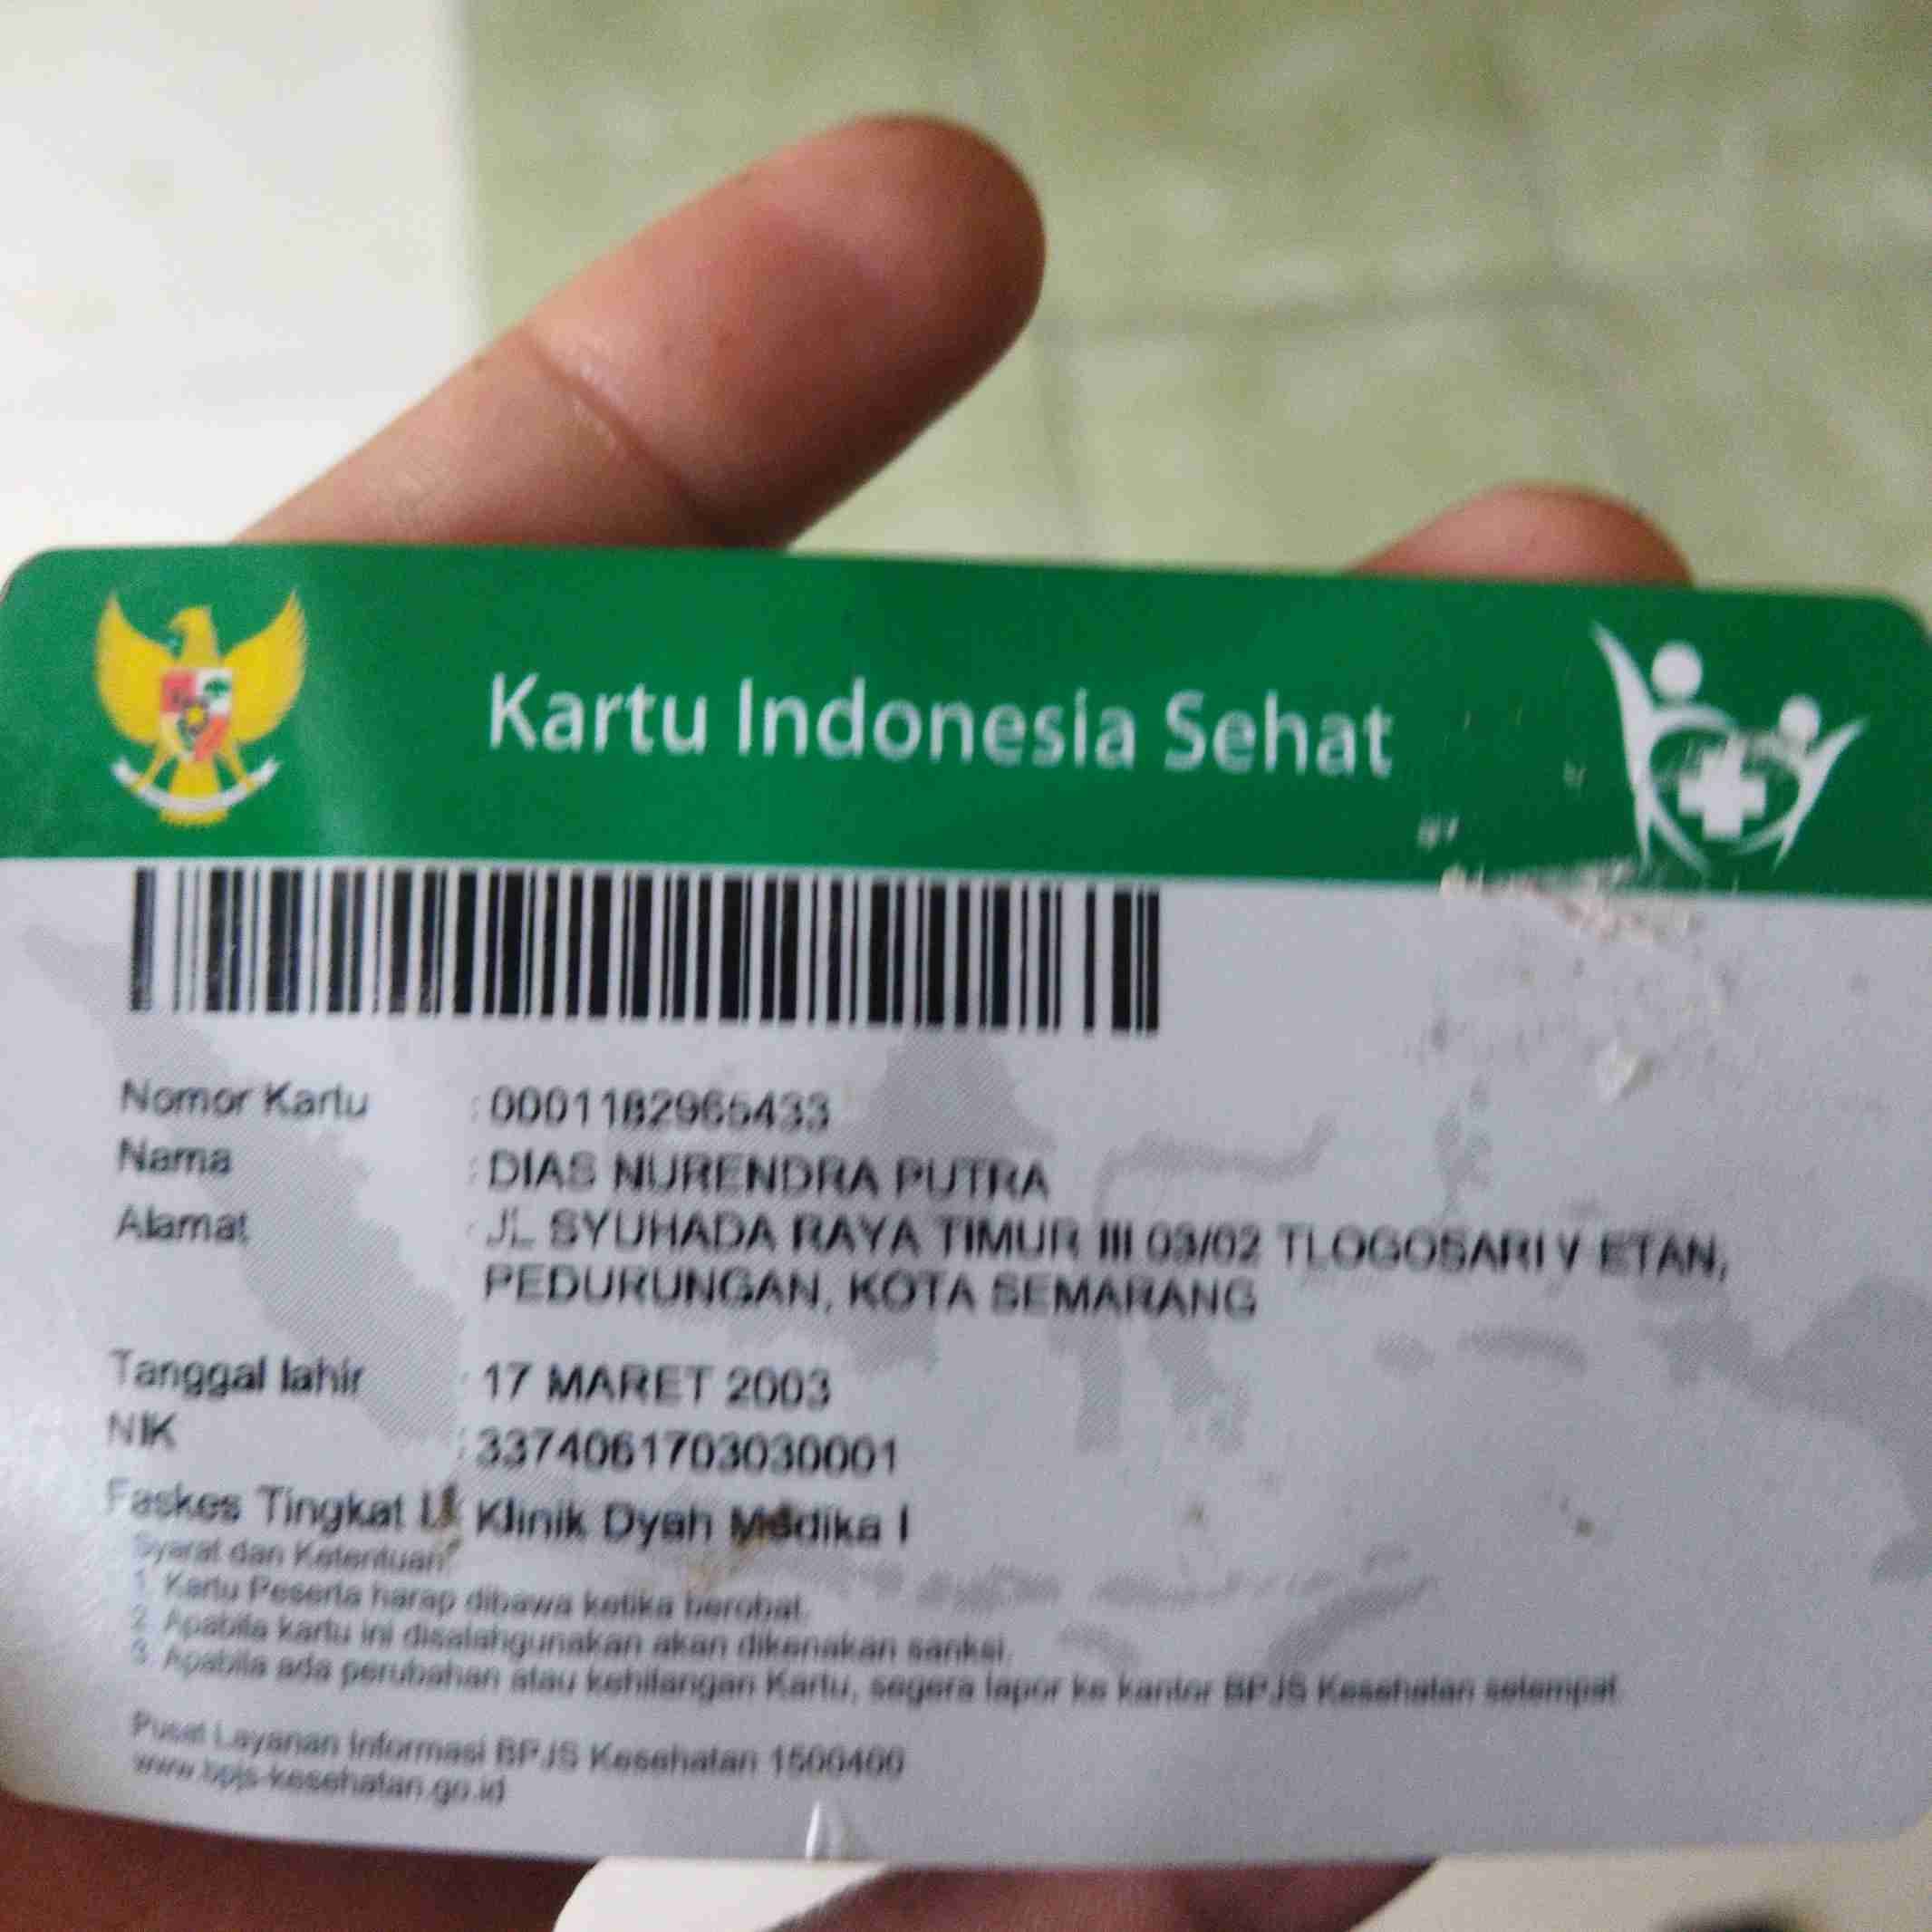 Kartu Indonesia Sehat
Nomor Kartu : 0001182965433
Nama : DIAS NURENDRA PUTRA
Alamat : JL SYUHADA RAYA TIMUR III 03/02 TLOGOSARI V ETAN,
PEDURUNGAN, KOTA SEMARANG
Tanggal lahir : 17 MARET 2003
NIK : 3374061703030001
Faskes Tingkat I : Klinik Dyah Medika I
Syarat dan Ketentuan
1. Kartu Peserta harap dibawa ketika berobat.
2. Apabila kartu ini disalahgunakan akan dikenakan sanksi.
3. Apabila ada perubahan atau kehilangan Kartu, segera lapor ke kantor BPJS Kesehatan setempat
Pusat Layanan Informasi BPJS Kesehatan 1500400
www.bpjs-kesehatan.go.id